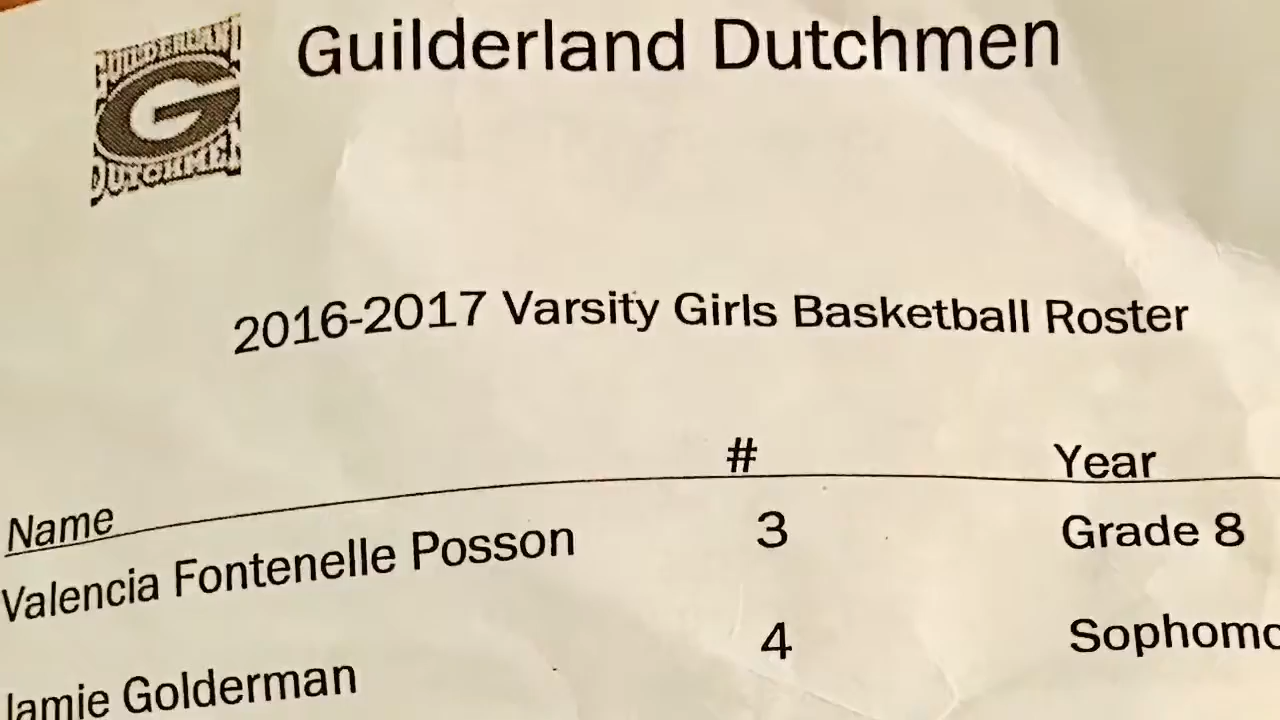 GUILDERLAND
G
DUTCHMEN
Guilderland Dutchmen
2016-2017 Varsity Girls Basketball Roster
Name # Year
Valencia Fontenelle Posson 3 Grade 8
Jamie Golderman 4 Sophomo